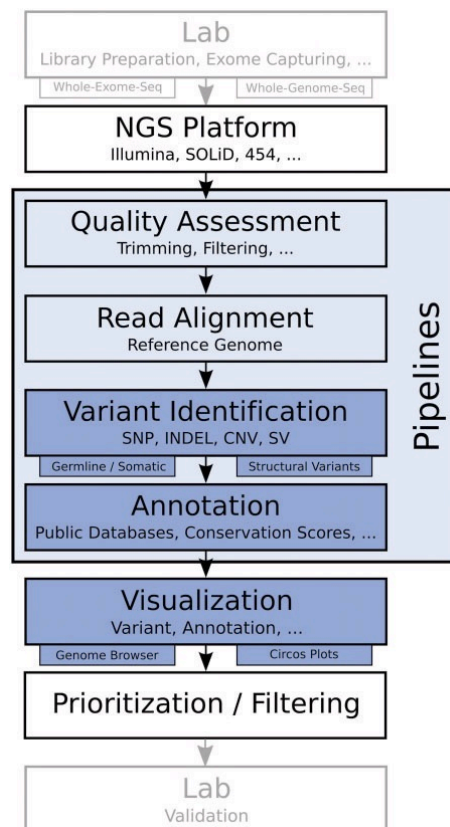 Lab
Library Preparation, Exome Capturing, ...
Whole-Exome-Seq
Whole-Genome-Seq
NGS Platform
Illumina, SOLiD, 454, ...
Quality Assessment
Trimming, Filtering, ...
Read Alignment
Reference Genome
Variant Identification
SNP, INDEL, CNV, SV
Germline / Somatic
Structural Variants
Annotation
Public Databases, Conservation Scores, ...
Pipelines
Visualization
Variant, Annotation, ...
Genome Browser
Circos Plots
Prioritization / Filtering
Lab
Validation